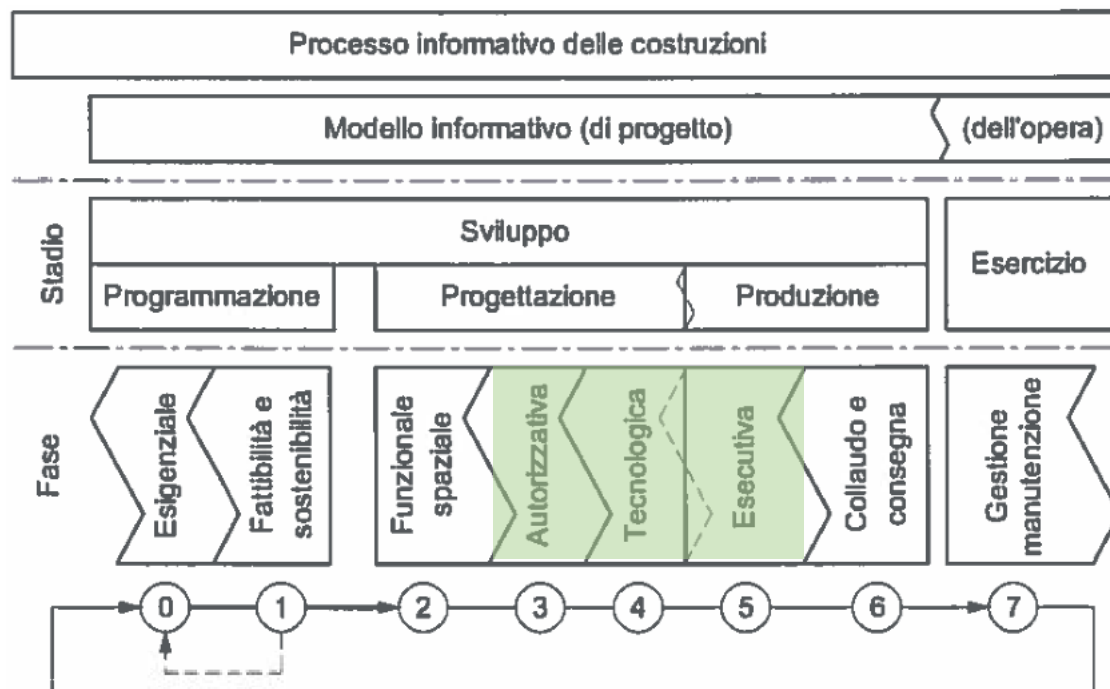 Processo informativo delle costruzioni
Modello informativo (di progetto)
(dell'opera)
Stadio
Sviluppo
Esercizio
Programmazione
Progettazione
Produzione
Fase
Esigenziale
Fattibilità e
sostenibilità
Funzionale
spaziale
Autorizzativa
Tecnologica
Esecutiva
Collaudo e
consegna
Gestione
manutenzione
0
1
2
3
4
5
6
7